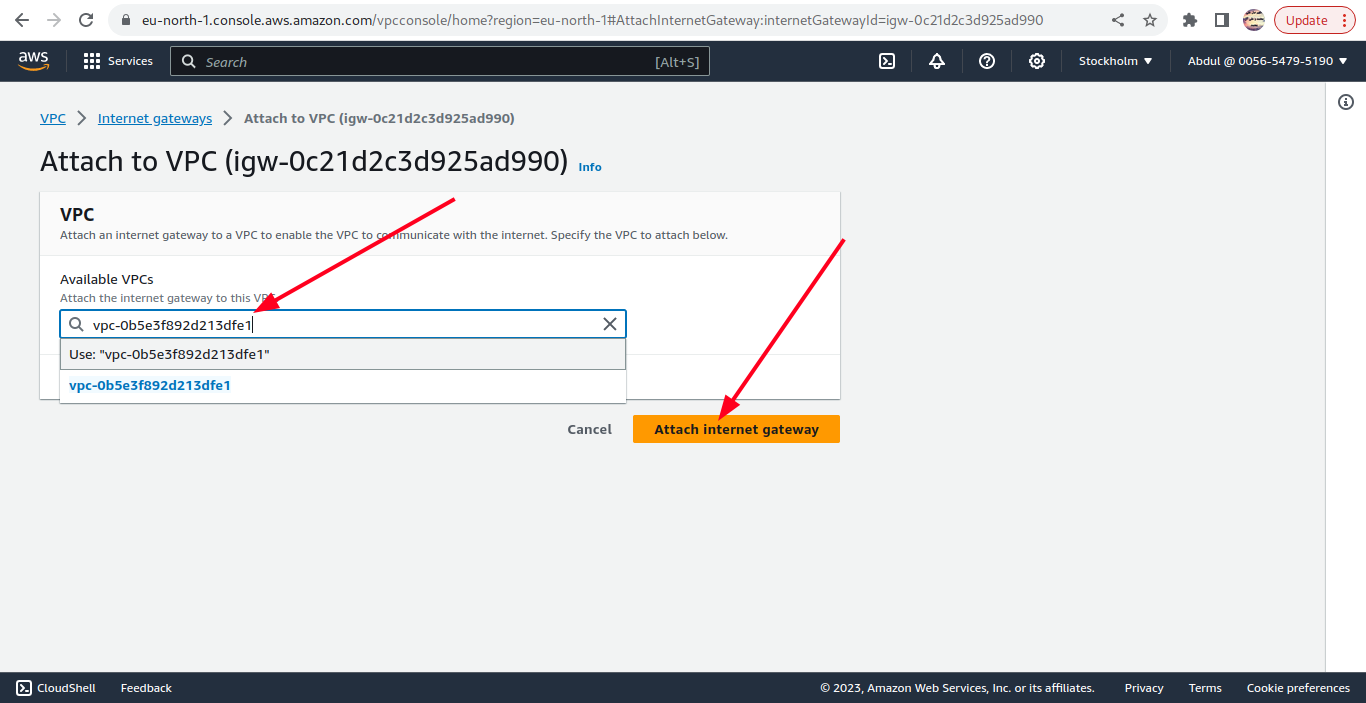 eu-north-1.console.aws.amazon.com/vpcconsole/home?region=eu-north-1#AttachInternetGateway:internetGatewayId=igw-0c21d2c3d925ad990
Update
aws
Services
Search
[Alt+S]
Stockholm
Abdul @ 0056-5479-5190
VPC
Internet gateways
Attach to VPC (igw-0c21d2c3d925ad990)
Attach to VPC (igw-0c21d2c3d925ad990) Info
VPC
Attach an internet gateway to a VPC to enable the VPC to communicate with the internet. Specify the VPC to attach below.
Available VPCs
Attach the internet gateway to this VPC.
vpc-0b5e3f892d213dfe1
Use: "vpc-0b5e3f892d213dfe1"
vpc-0b5e3f892d213dfe1
Cancel
Attach internet gateway
CloudShell
Feedback
© 2023, Amazon Web Services, Inc. or its affiliates.
Privacy
Terms
Cookie preferences